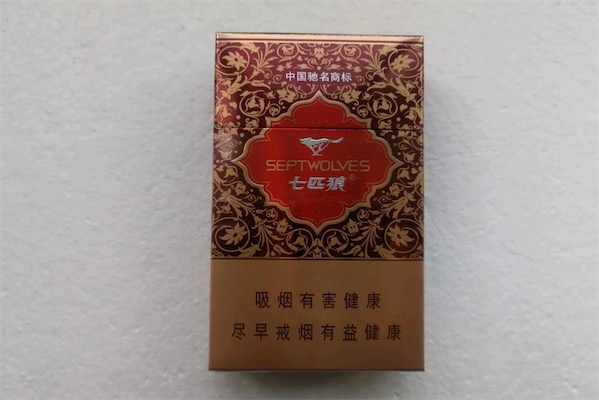 中国驰名商标
SEPTWOLVES
七匹狼®
吸烟有害健康
尽早戒烟有益健康